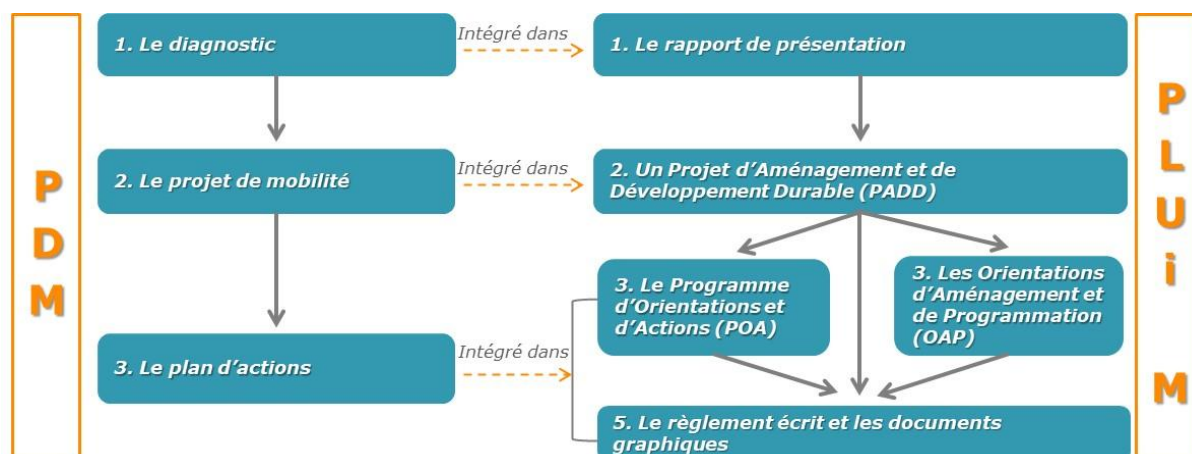 PDM
1. Le diagnostic
Intégré dans
1. Le rapport de présentation
2. Le projet de mobilité
Intégré dans
2. Un Projet d'Aménagement et de
Développement Durable (PADD)
3. Le Programme
d'Orientations et
d'Actions (POA)
3. Les Orientations
d'Aménagement et
de Programmation
(OAP)
3. Le plan d'actions
Intégré dans
5. Le règlement écrit et les documents
graphiques
PLUi M